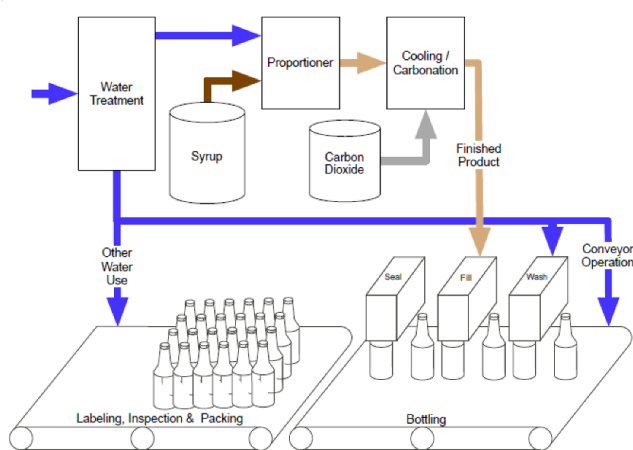 Water
Treatment
Proportioner
Cooling /
Carbonation
Syrup
Carbon
Dioxide
Finished
Product
Other
Water
Use
Conveyor
Operation
Seal
Fill
Wash
Labeling, Inspection & Packing
Bottling